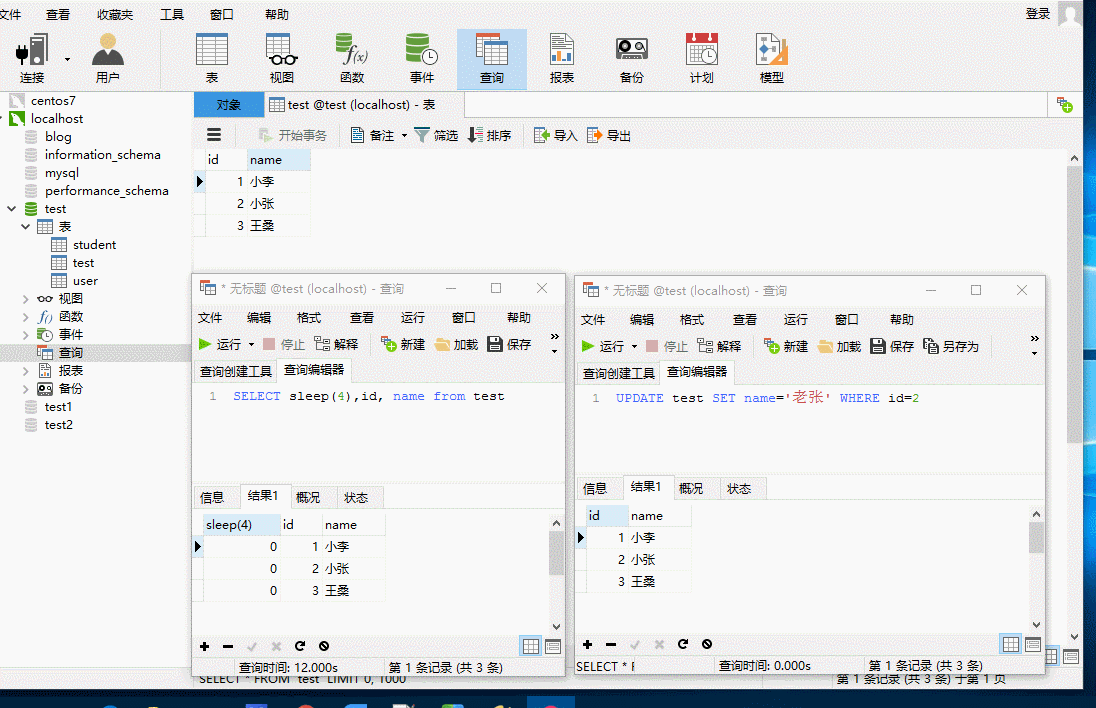 文件 查看 收藏夹 工具 窗口 帮助 登录
连接 用户 表 视图 函数 事件 查询 报表 备份 计划 模型
centos7
localhost
blog
information_schema
mysql
performance_schema
test
表
student
test
user
视图
函数
事件
查询
报表
备份
test1
test2
对象 test @test (localhost) - 表
开始事务 备注 筛选 排序 导入 导出
id name
1 小李
2 小张
3 王桑
* 无标题 @test (localhost) - 查询
文件 编辑 格式 查看 运行 窗口 帮助
运行 停止 解释 新建 加载 保存
查询创建工具 查询编辑器
1 SELECT sleep(4),id, name from test
信息 结果1 概况 状态
sleep(4) id name
0 1 小李
0 2 小张
0 3 王桑
查询时间: 12.000s 第 1 条记录 (共 3 条)
* 无标题 @test (localhost) - 查询
文件 编辑 格式 查看 运行 窗口 帮助
运行 停止 解释 新建 加载 保存 另存为
查询创建工具 查询编辑器
1 UPDATE test SET name='老张' WHERE id=2
信息 结果1 概况 状态
id name
1 小李
2 小张
3 王桑
SELECT * F 查询时间: 0.000s 第 1 条记录 (共 3 条)
SELECT * FROM `test` LIMIT 0, 1000 第 1 条记录 (共 3 条) 于第 1 页